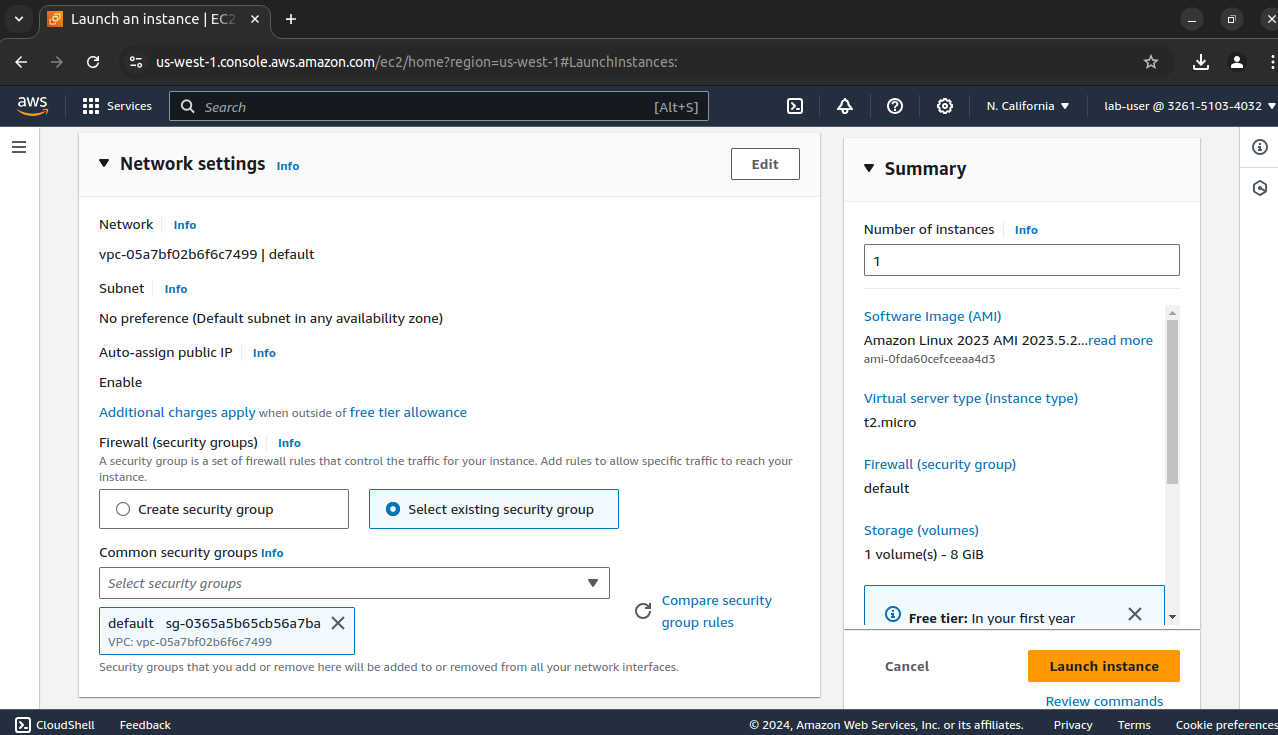 Launch an instance | EC2
us-west-1.console.aws.amazon.com/ec2/home?region=us-west-1#LaunchInstances:
aws
Services
Search
[Alt+S]
N. California
lab-user @ 3261-5103-4032
Network settings Info
Edit
Network Info
vpc-05a7bf02b6f6c7499 | default
Subnet Info
No preference (Default subnet in any availability zone)
Auto-assign public IP Info
Enable
Additional charges apply when outside of free tier allowance
Firewall (security groups) Info
A security group is a set of firewall rules that control the traffic for your instance. Add rules to allow specific traffic to reach your
instance.
Create security group
Select existing security group
Common security groups Info
Select security groups
default sg-0365a5b65cb56a7ba
VPC: vpc-05a7bf02b6f6c7499
Compare security
group rules
Security groups that you add or remove here will be added to or removed from all your network interfaces.
Summary
Number of instances Info
1
Software Image (AMI)
Amazon Linux 2023 AMI 2023.5.2...read more
ami-0fda60cefceeaa4d3
Virtual server type (instance type)
t2.micro
Firewall (security group)
default
Storage (volumes)
1 volume(s) - 8 GiB
Free tier: In your first year
Cancel
Launch instance
Review commands
CloudShell
Feedback
© 2024, Amazon Web Services, Inc. or its affiliates.
Privacy
Terms
Cookie preferences